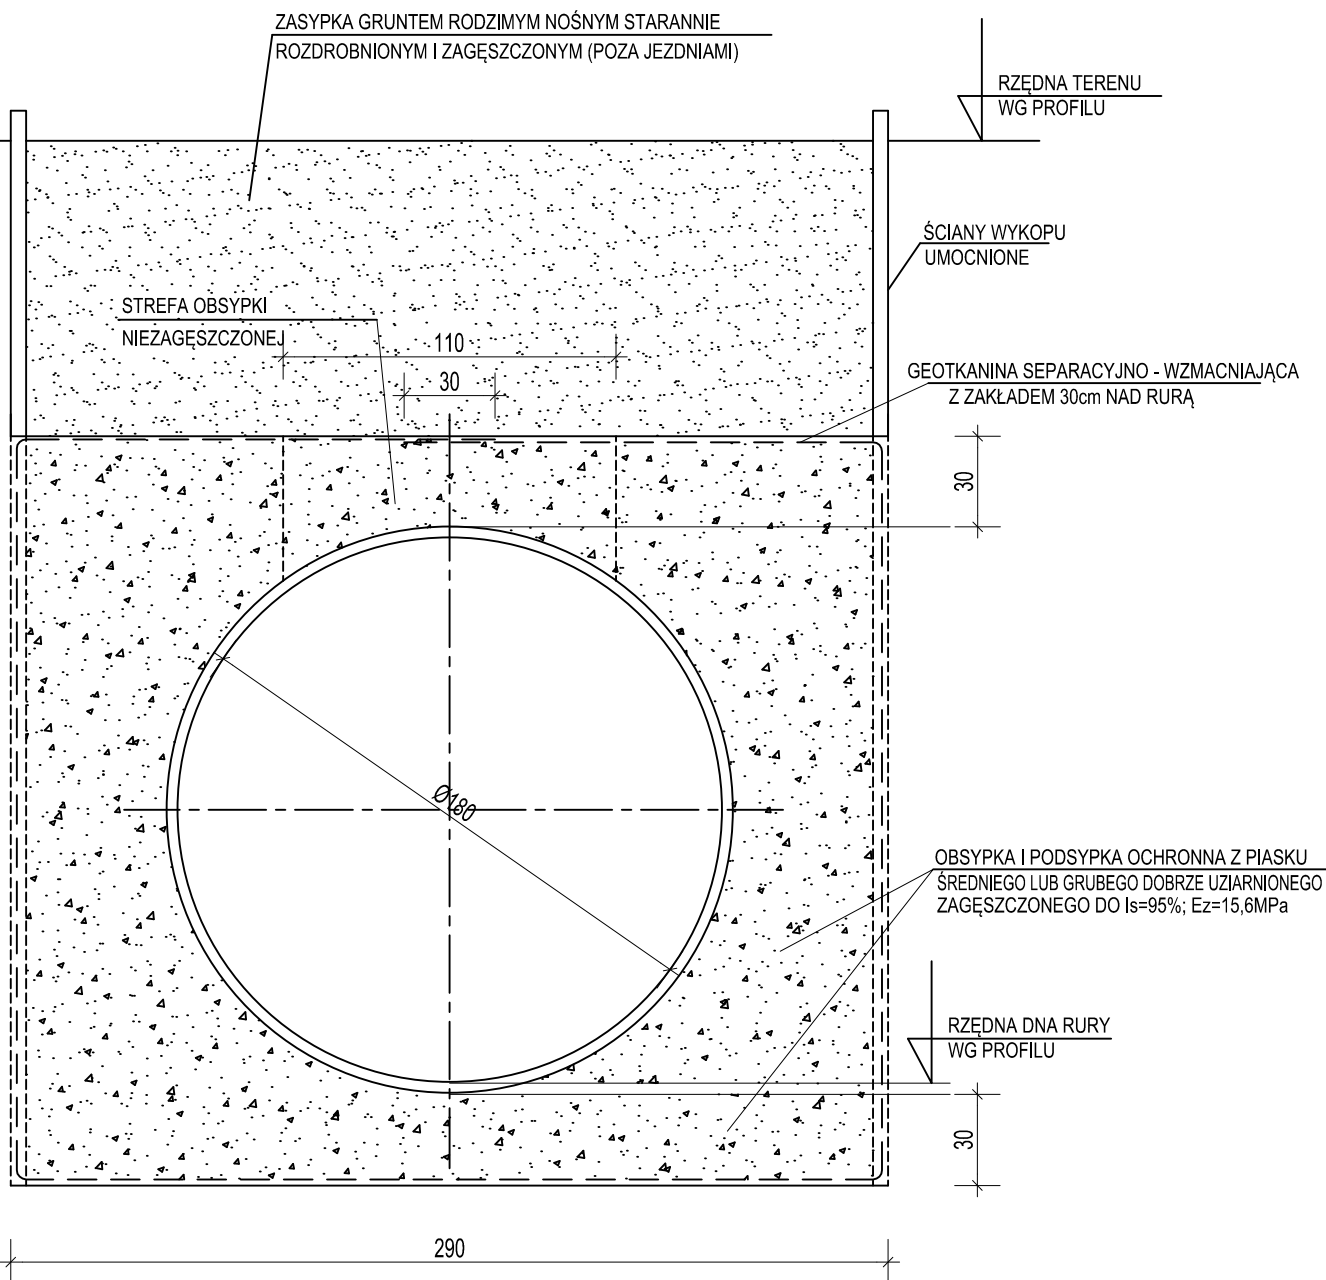 ZASYPKA GRUNTEM RODZIMYM NOŚNYM STARANNIE
ROZDROBNIONYM I ZAGĘSZCZONYM (POZA JEZDNIAMI)
RZĘDNA TERENU
WG PROFILU
ŚCIANY WYKOPU
UMOCNIONE
STREFA OBSYPKI
NIEZAGĘSZCZONEJ
110
30
GEOTKANINA SEPARACYJNO - WZMACNIAJĄCA
Z ZAKŁADEM 30cm NAD RURĄ
30
Ø180
OBSYPKA I PODSYPKA OCHRONNA Z PIASKU
ŚREDNIEGO LUB GRUBEGO DOBRZE UZIARNIONEGO
ZAGĘSZCZONEGO DO Is=95%; Ez=15,6MPa
RZĘDNA DNA RURY
WG PROFILU
30
290